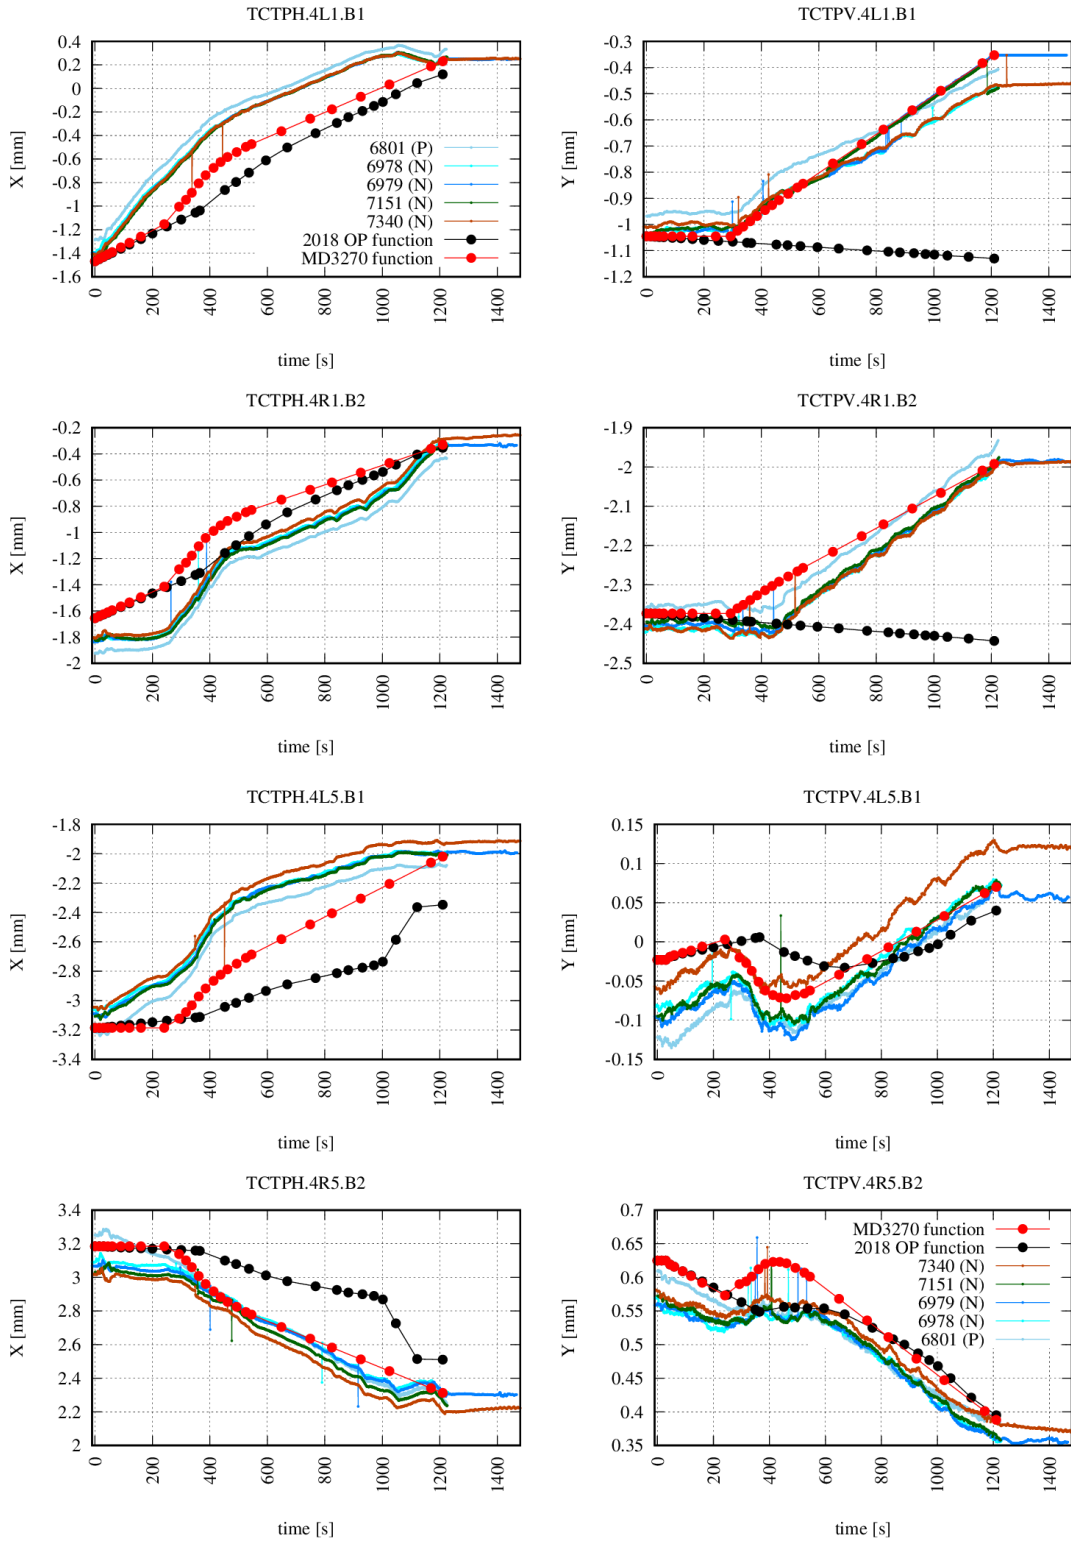 TCTPH.4L1.B1
X [mm]
0.4
0.2
0
-0.2
-0.4
-0.6
-0.8
-1
-1.2
-1.4
-1.6
6801 (P)
6978 (N)
6979 (N)
7151 (N)
7340 (N)
2018 OP function
MD3270 function
0 200 400 600 800 1000 1200 1400
time [s]
TCTPV.4L1.B1
Y [mm]
-0.3
-0.4
-0.5
-0.6
-0.7
-0.8
-0.9
-1
-1.1
-1.2
0 200 400 600 800 1000 1200 1400
time [s]
TCTPH.4R1.B2
X [mm]
-0.2
-0.4
-0.6
-0.8
-1
-1.2
-1.4
-1.6
-1.8
-2
0 200 400 600 800 1000 1200 1400
time [s]
TCTPV.4R1.B2
Y [mm]
-1.9
-2
-2.1
-2.2
-2.3
-2.4
-2.5
0 200 400 600 800 1000 1200 1400
time [s]
TCTPH.4L5.B1
X [mm]
-1.8
-2
-2.2
-2.4
-2.6
-2.8
-3
-3.2
-3.4
0 200 400 600 800 1000 1200 1400
time [s]
TCTPV.4L5.B1
Y [mm]
0.15
0.1
0.05
0
-0.05
-0.1
-0.15
0 200 400 600 800 1000 1200 1400
time [s]
TCTPH.4R5.B2
X [mm]
3.4
3.2
3
2.8
2.6
2.4
2.2
2
0 200 400 600 800 1000 1200 1400
time [s]
TCTPV.4R5.B2
Y [mm]
0.7
0.65
0.6
0.55
0.5
0.45
0.4
0.35
MD3270 function
2018 OP function
7340 (N)
7151 (N)
6979 (N)
6978 (N)
6801 (P)
0 200 400 600 800 1000 1200 1400
time [s]